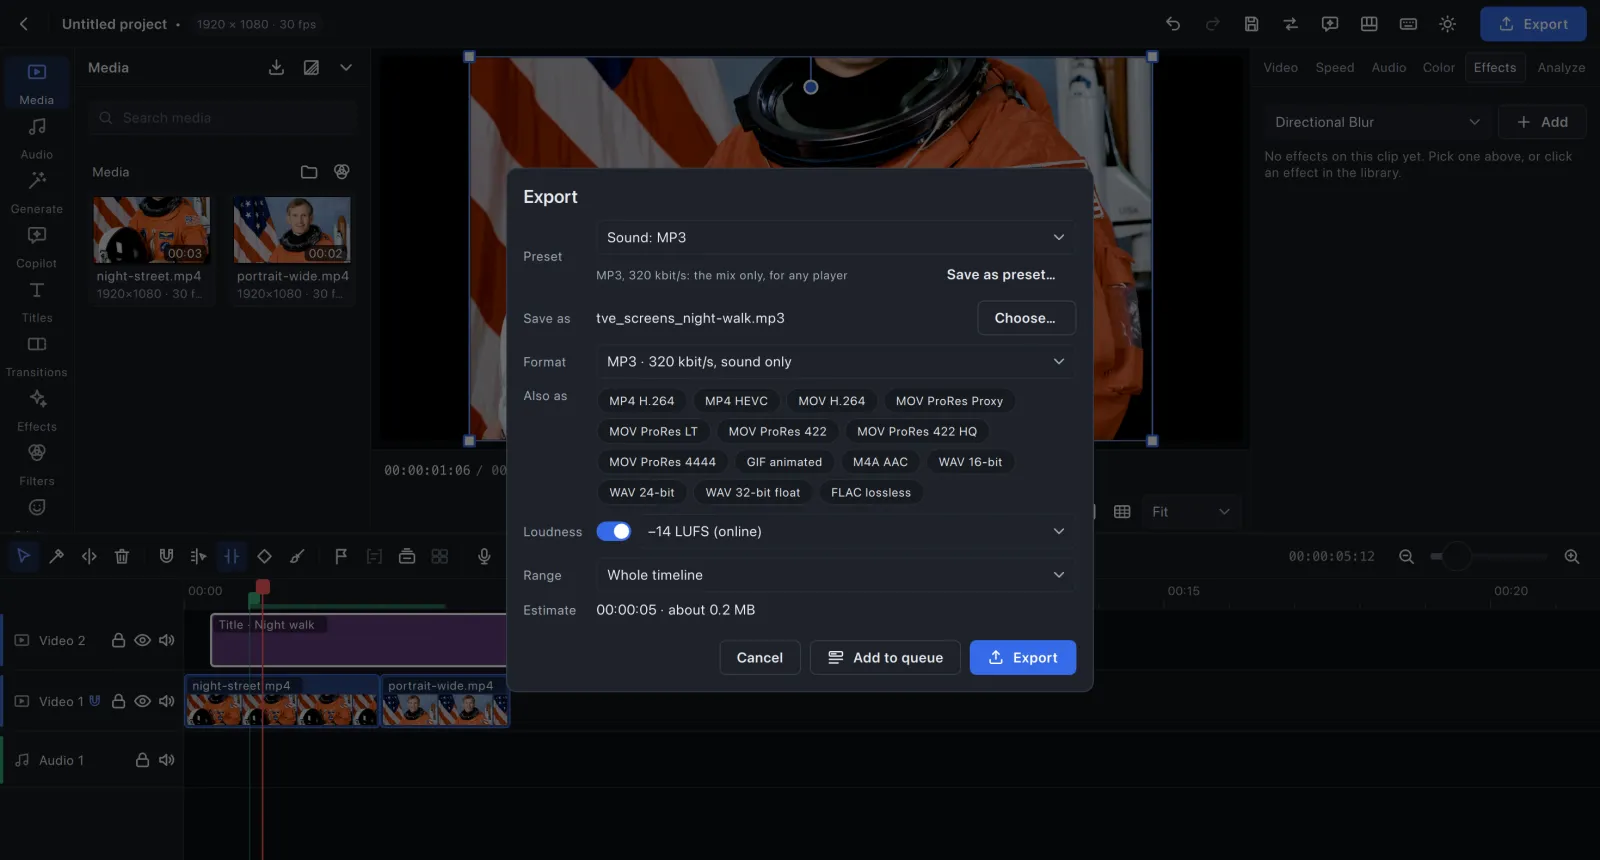 Untitled project •
1920 × 1080 · 30 fps
Export
Media
Audio
Generate
Copilot
Titles
Transitions
Effects
Filters
Media
Search media
Media
00:03
night-street.mp4
1920×1080 · 30 f…
00:02
portrait-wide.mp4
1920×1080 · 30 f…
Video Speed Audio Color Effects Analyze
Directional Blur
Add
No effects on this clip yet. Pick one above, or click
an effect in the library.
USA
Export
Preset
Sound: MP3
MP3, 320 kbit/s: the mix only, for any player
Save as preset…
Save as
tve_screens_night-walk.mp3
Choose…
Format
MP3 · 320 kbit/s, sound only
Also as
MP4 H.264 MP4 HEVC MOV H.264 MOV ProRes Proxy
MOV ProRes LT MOV ProRes 422 MOV ProRes 422 HQ
MOV ProRes 4444 GIF animated M4A AAC WAV 16-bit
WAV 24-bit WAV 32-bit float FLAC lossless
Loudness
−14 LUFS (online)
Range
Whole timeline
Estimate
00:00:05 · about 0.2 MB
Cancel
Add to queue
Export
00:00:01:06 / 00
Fit
00:00:05:12
00:00
00:15
00:20
Video 2
Title · Night walk
Video 1
night-street.mp4
portrait-wide.mp4
Audio 1